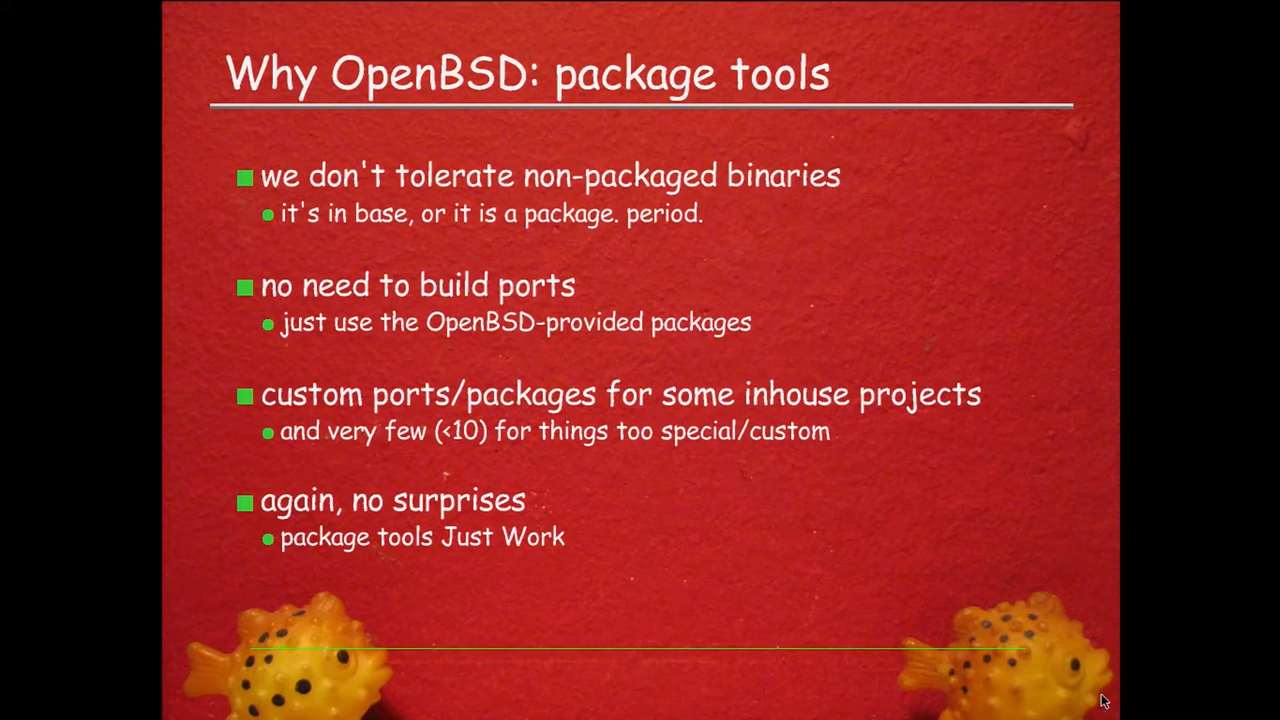 Why OpenBSD: package tools
we don't tolerate non-packaged binaries
it's in base, or it is a package. period.
no need to build ports
just use the OpenBSD-provided packages
custom ports/packages for some inhouse projects
and very few (<10) for things too special/custom
again, no surprises
package tools Just Work